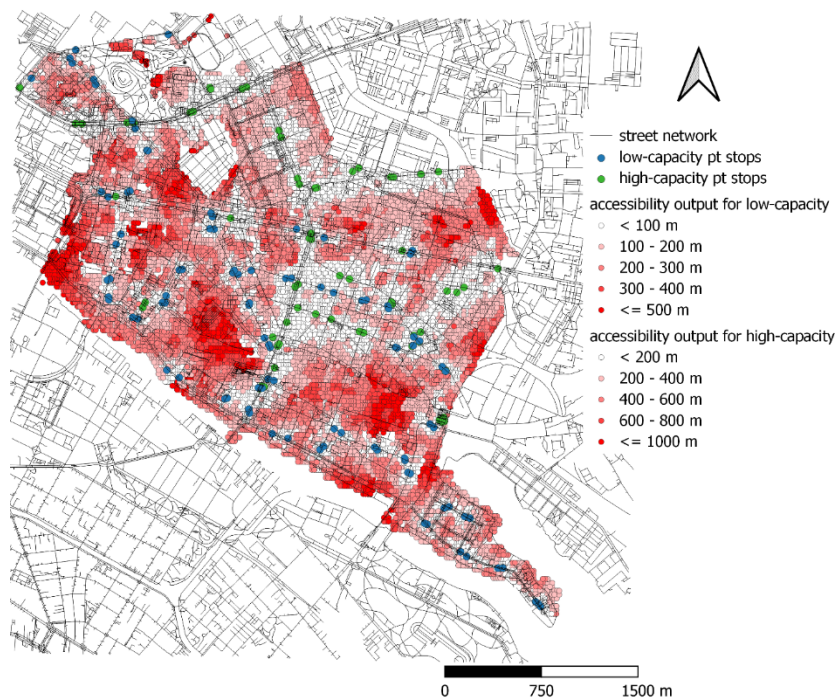 street network
low-capacity pt stops
high-capacity pt stops
accessibility output for low-capacity
< 100 m
100 - 200 m
200 - 300 m
300 - 400 m
<= 500 m
accessibility output for high-capacity
< 200 m
200 - 400 m
400 - 600 m
600 - 800 m
<= 1000 m
0 750 1500 m